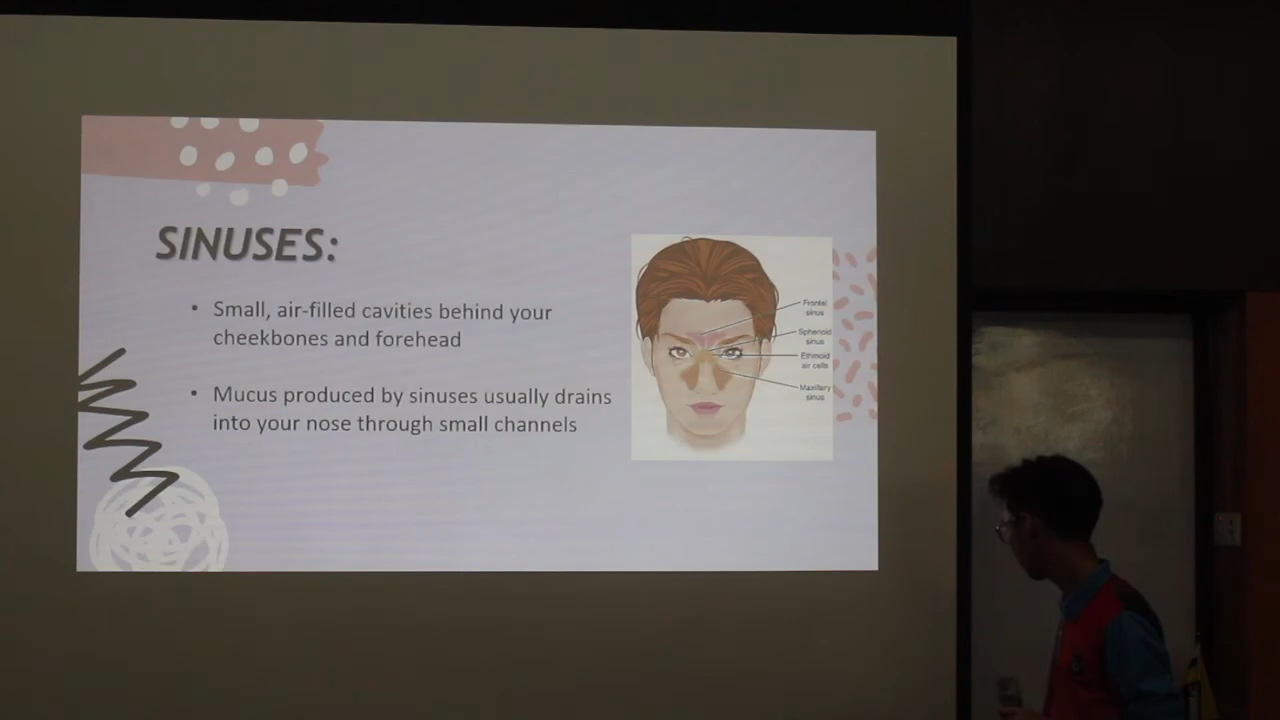 SINUSES:
• Small, air-filled cavities behind your
cheekbones and forehead
• Mucus produced by sinuses usually drains
into your nose through small channels
Frontal
sinus
Sphenoid
sinus
Ethmoid
air cells
Maxillary
sinus